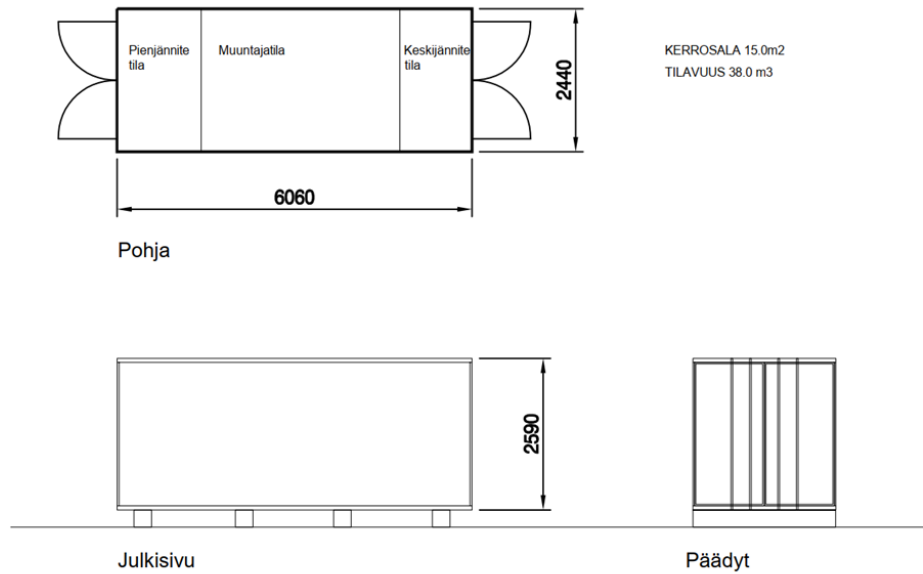 Pienjännite
tila
Muuntajatila
Keskijännite
tila
2440
KERROSALA 15.0m2
TILAVUUS 38.0 m3
6060
Pohja
2590
Julkisivu
Päädyt